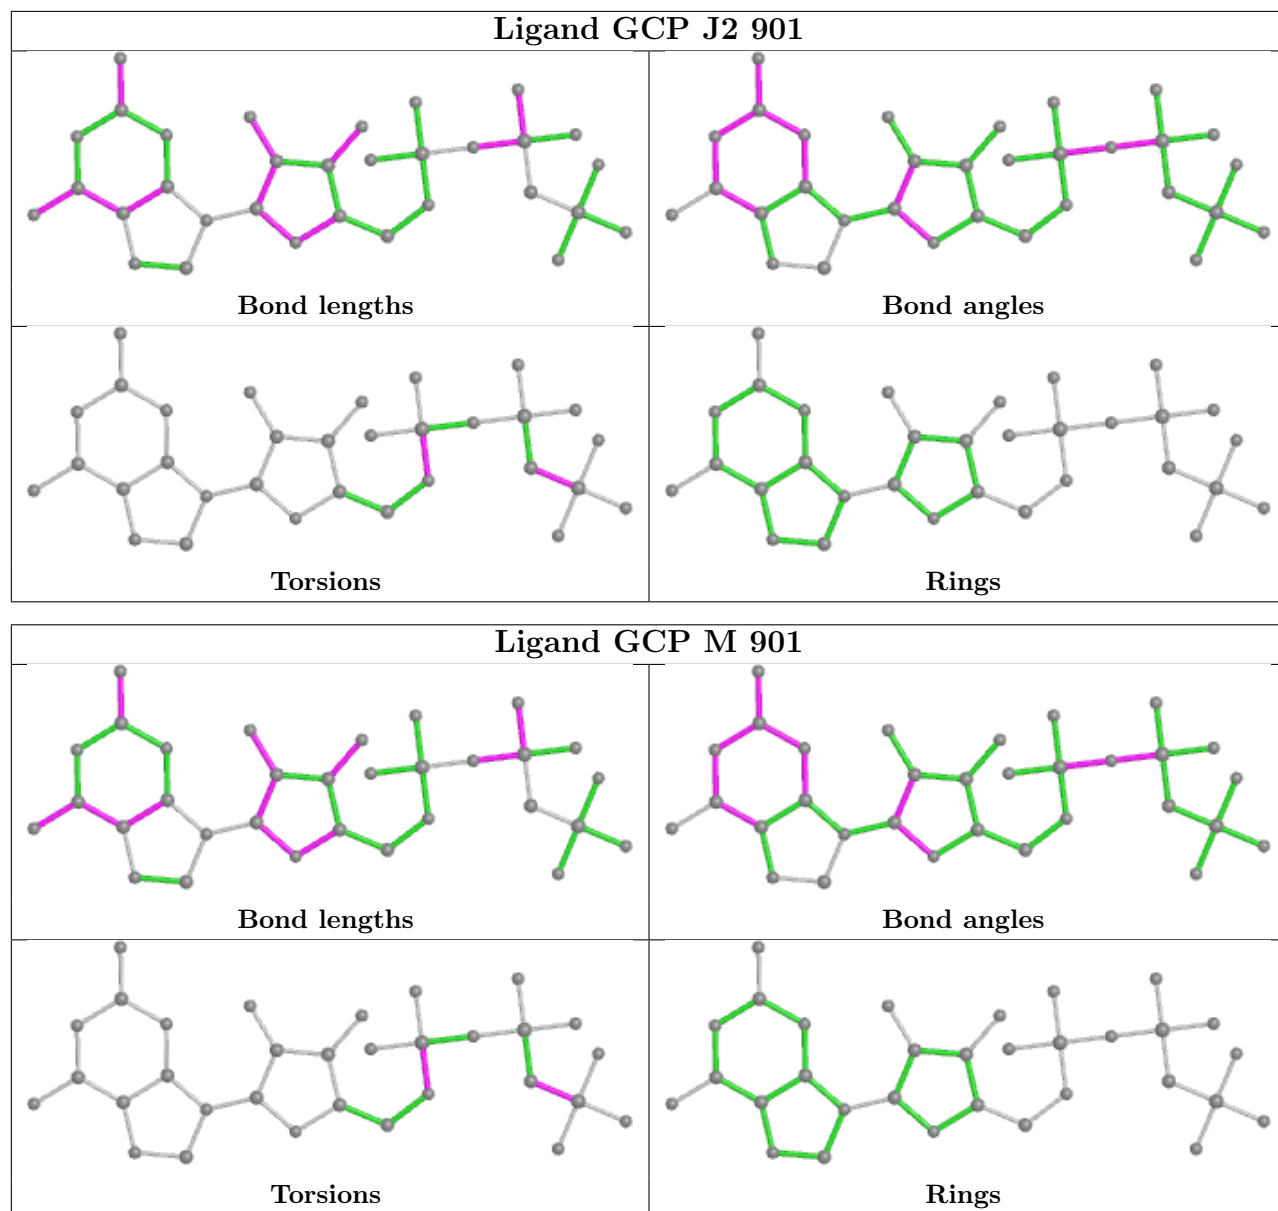 Ligand GCP J2 901
Bond lengths
Bond angles
Torsions
Rings
Ligand GCP M 901
Bond lengths
Bond angles
Torsions
Rings